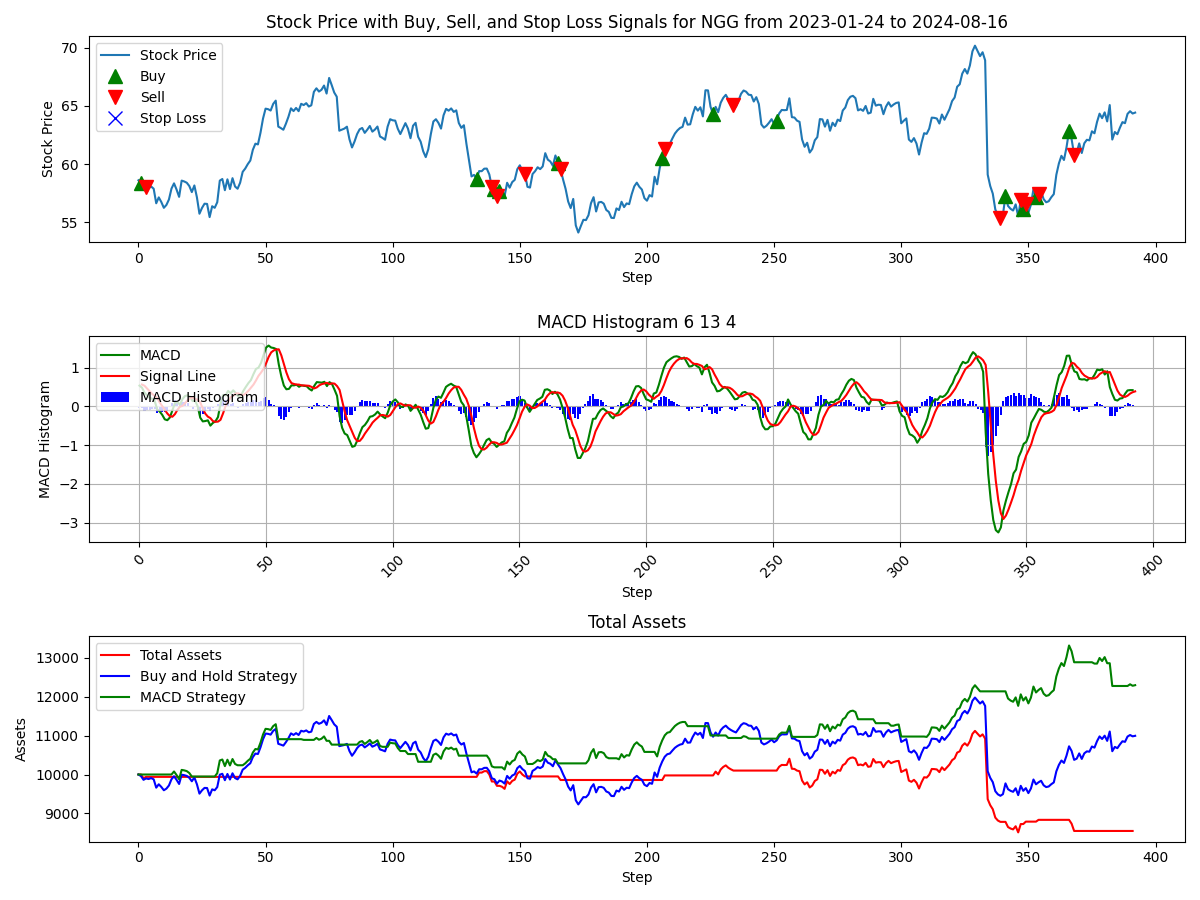 Stock Price with Buy, Sell, and Stop Loss Signals for NGG from 2023-01-24 to 2024-08-16
Stock Price
70
65
60
55
Stock Price
Buy
Sell
Stop Loss
0 50 100 150 200 250 300 350 400
Step
MACD Histogram 6 13 4
MACD Histogram
1
0
−1
−2
−3
MACD
Signal Line
MACD Histogram
0 50 100 150 200 250 300 350 400
Step
Total Assets
Assets
13000
12000
11000
10000
9000
Total Assets
Buy and Hold Strategy
MACD Strategy
0 50 100 150 200 250 300 350 400
Step